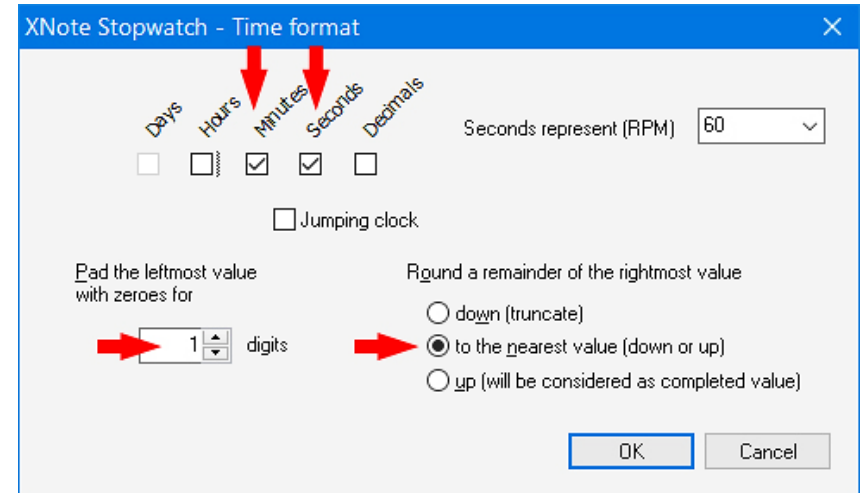 XNote Stopwatch - Time format
Days Hours Minutes Seconds Decimals
Seconds represent (RPM) 60
Jumping clock
Pad the leftmost value
with zeroes for
1 digits
Round a remainder of the rightmost value
down (truncate)
to the nearest value (down or up)
up (will be considered as completed value)
OK Cancel